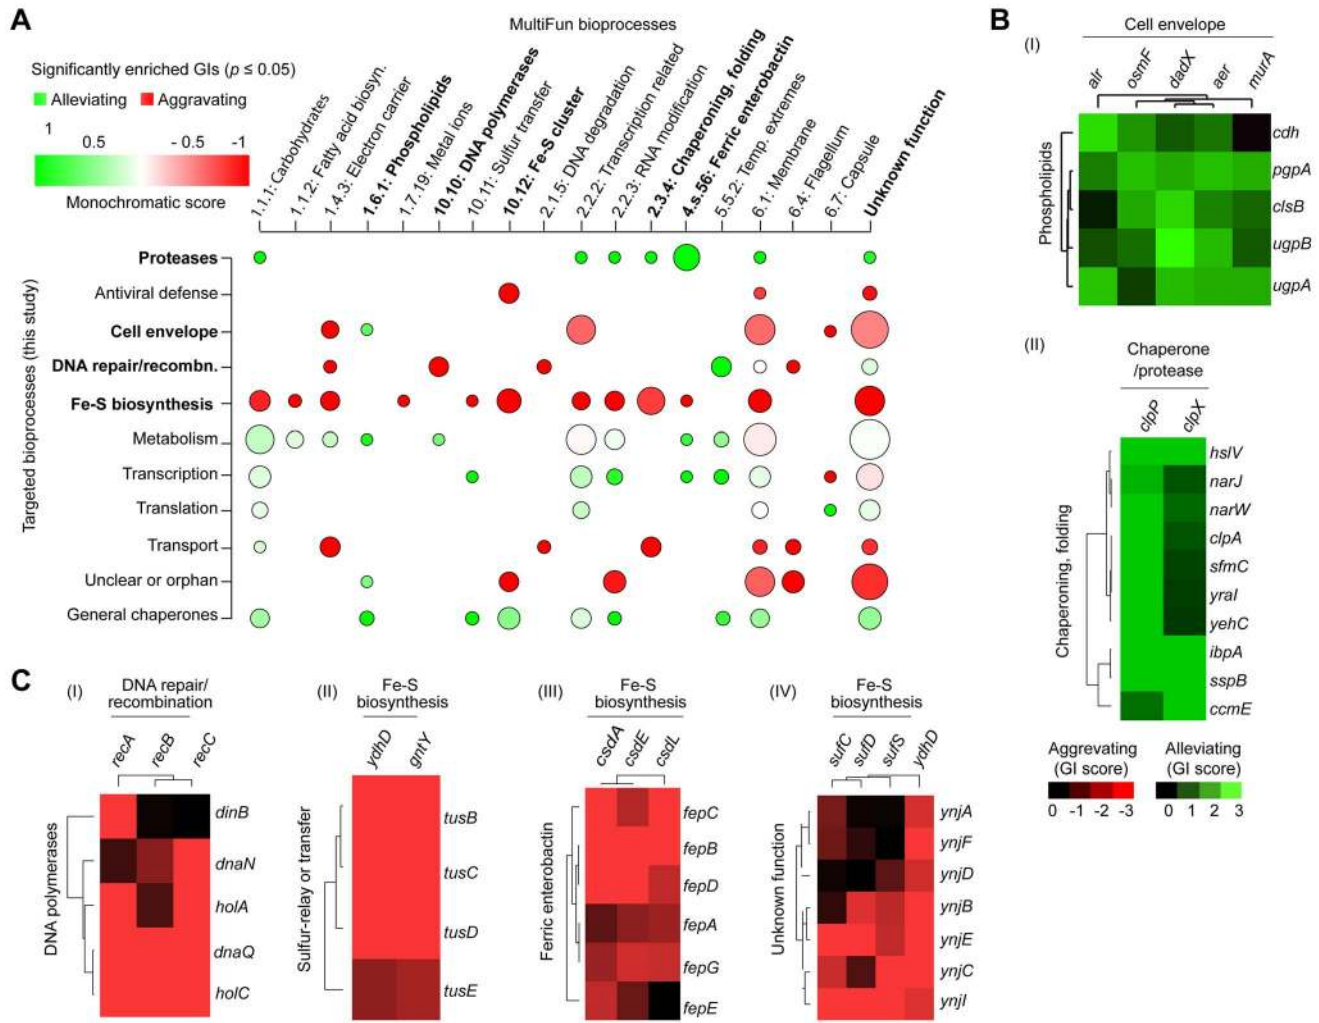 A
MultiFun bioprocesses
Significantly enriched GIs (p ≤ 0.05)
Alleviating
Aggravating
1
0.5
- 0.5
-1
Monochromatic score
1.1.1: Carbohydrates
1.1.2: Fatty acid biosyn.
1.4.3: Electron carrier
1.6.1: Phospholipids
1.7.19: Metal ions
10.10: DNA polymerases
10.11: Sulfur transfer
10.12: Fe-S cluster
2.1.5: DNA degradation
2.2.2: Transcription related
2.2.3: RNA modification
2.3.4: Chaperoning, folding
4.s.56: Ferric enterobactin
5.5.2: Temp. extremes
6.1: Membrane
6.4: Flagellum
6.7: Capsule
Unknown function
Targeted bioprocesses (this study)
Proteases
Antiviral defense
Cell envelope
DNA repair/recombn.
Fe-S biosynthesis
Metabolism
Transcription
Translation
Transport
Unclear or orphan
General chaperones
B
(I)
Cell envelope
alr
osmF
dadX
aer
murA
Phospholipids
cdh
pgpA
clsB
ugpB
ugpA
(II)
Chaperone
/protease
clpP
clpX
Chaperoning, folding
hslV
narJ
narW
clpA
sfmC
yraI
yehC
ibpA
sspB
ccmE
Aggrevating
(GI score)
0 -1 -2 -3
Alleviating
(GI score)
0 1 2 3
C
(I)
DNA repair/
recombination
recA
recB
recC
DNA polymerases
dinB
dnaN
holA
dnaQ
holC
(II)
Fe-S
biosynthesis
ydhD
gntY
Sulfur-relay or transfer
tusB
tusC
tusD
tusE
(III)
Fe-S
biosynthesis
csdA
csdE
csdL
Ferric enterobactin
fepC
fepB
fepD
fepA
fepG
fepE
(IV)
Fe-S
biosynthesis
sufC
sufD
sufS
ydhD
Unknown function
ynjA
ynjF
ynjD
ynjB
ynjE
ynjC
ynjI